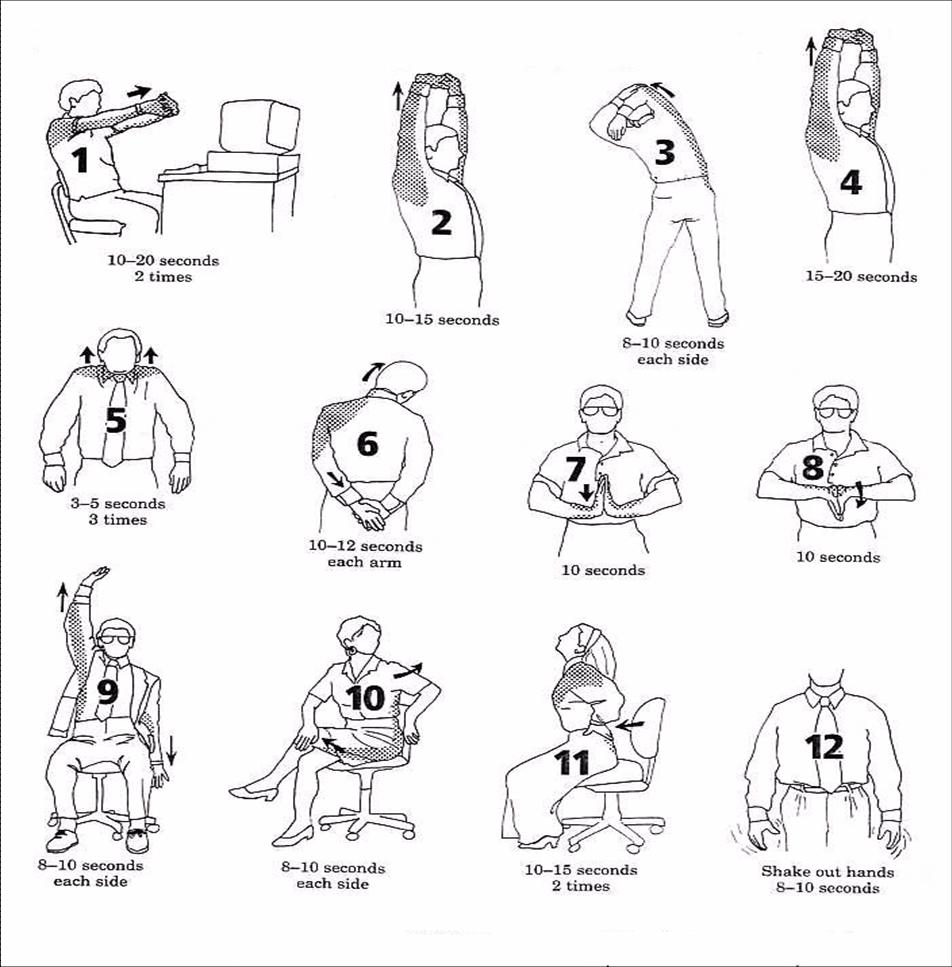 1
10–20 seconds
2 times
2
10–15 seconds
3
8–10 seconds
each side
4
15–20 seconds
5
3–5 seconds
3 times
6
10–12 seconds
each arm
7
10 seconds
8
10 seconds
9
8–10 seconds
each side
10
8–10 seconds
each side
11
10–15 seconds
2 times
12
Shake out hands
8–10 seconds